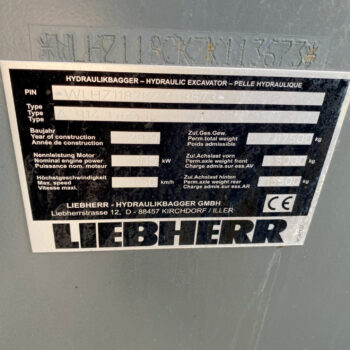 HYDRAULIKBAGGER - HYDRAULIC EXCAVATOR - PELLE HYDRAULIQUE
PIN
Type
Type
Type
Baujahr
Year of construction
Année de construction
Zul.Ges.Gew.
Perm.total weight
Poids admissible
kg
Nennleistung Motor
Nominal engine power
Puissance nom. moteur
kW
Zul.Achslast vorn
Perm.axle weight front
Charge admis sur ess.AV
kg
Höchstgeschwindigkeit
Max. speed
Vitesse maxi.
km/h
Zul.Achslast hinten
Perm.axle weight rear
Charge admis sur ess.AR
kg
LIEBHERR - HYDRAULIKBAGGER GMBH
Liebherrstrasse 12, D - 88457 KIRCHDORF / ILLER
CE
LIEBHERR